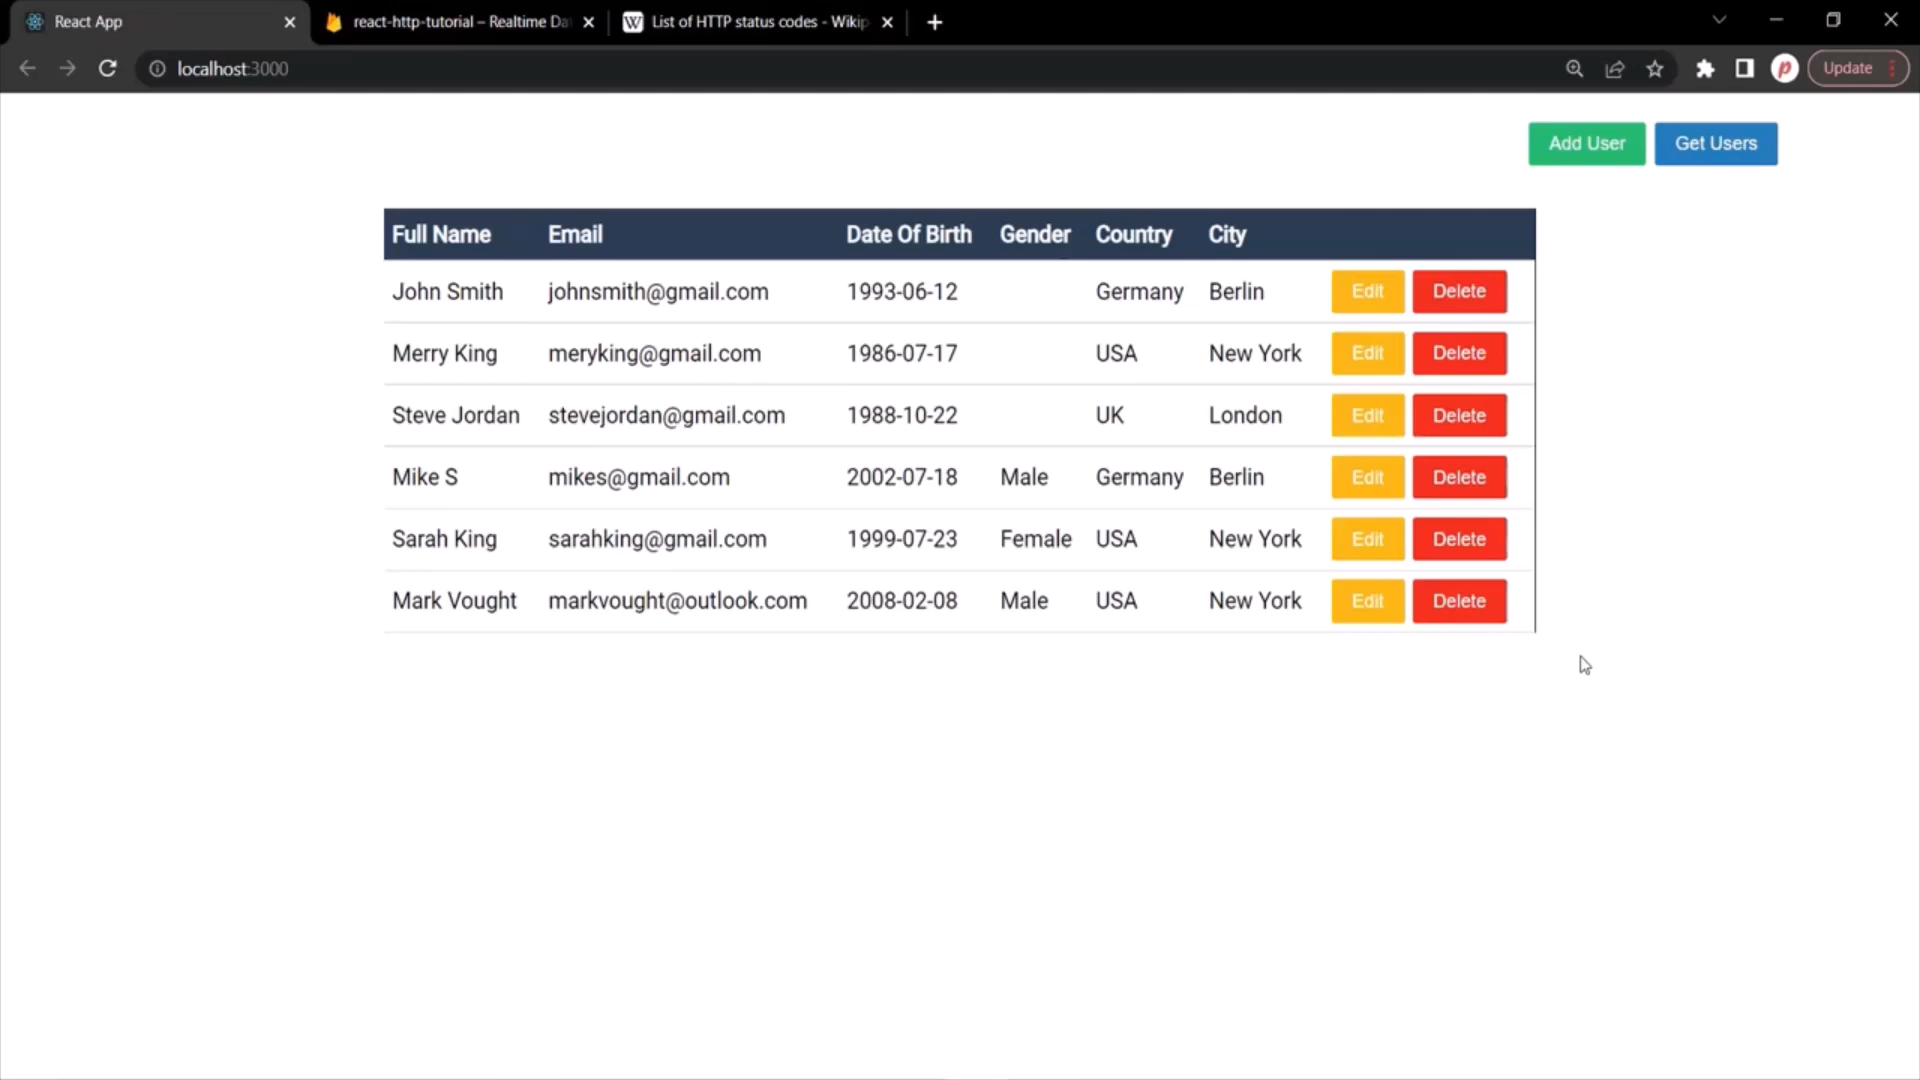 React App
react-http-tutorial – Realtime Da
List of HTTP status codes - Wikip
localhost:3000
Update
Add User Get Users
Full Name Email Date Of Birth Gender Country City
John Smith johnsmith@gmail.com 1993-06-12 Germany Berlin Edit Delete
Merry King meryking@gmail.com 1986-07-17 USA New York Edit Delete
Steve Jordan stevejordan@gmail.com 1988-10-22 UK London Edit Delete
Mike S mikes@gmail.com 2002-07-18 Male Germany Berlin Edit Delete
Sarah King sarahking@gmail.com 1999-07-23 Female USA New York Edit Delete
Mark Vought markvought@outlook.com 2008-02-08 Male USA New York Edit Delete